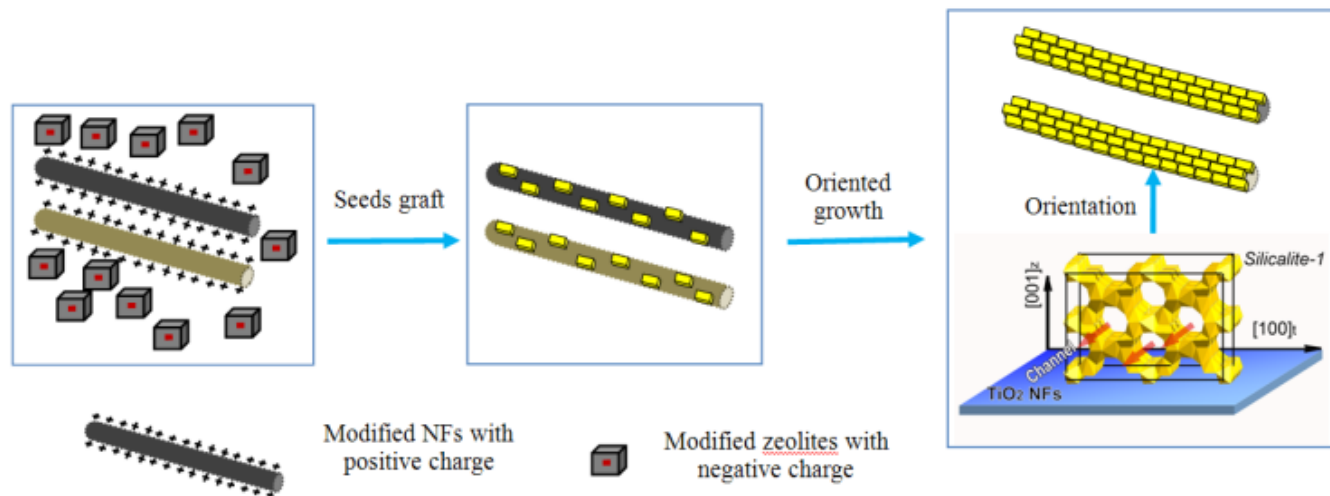 Seeds graft
Oriented
growth
Orientation
Silicalite-1
[001]z
[100]t
Channel
TiO2 NFs
Modified NFs with
positive charge
Modified zeolites with
negative charge